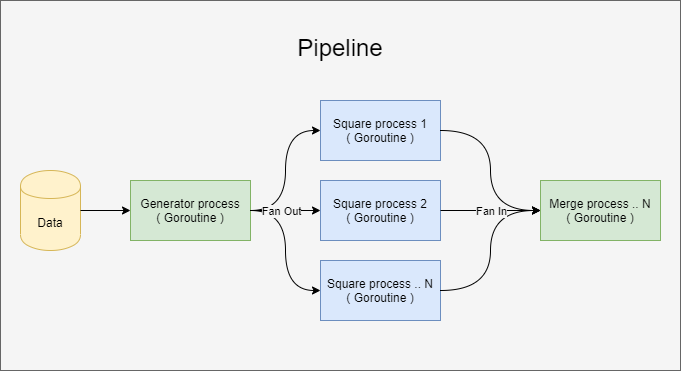 Pipeline
Data
Generator process
( Goroutine )
Fan Out
Square process 1
( Goroutine )
Square process 2
( Goroutine )
Square process .. N
( Goroutine )
Fan In
Merge process .. N
( Goroutine )